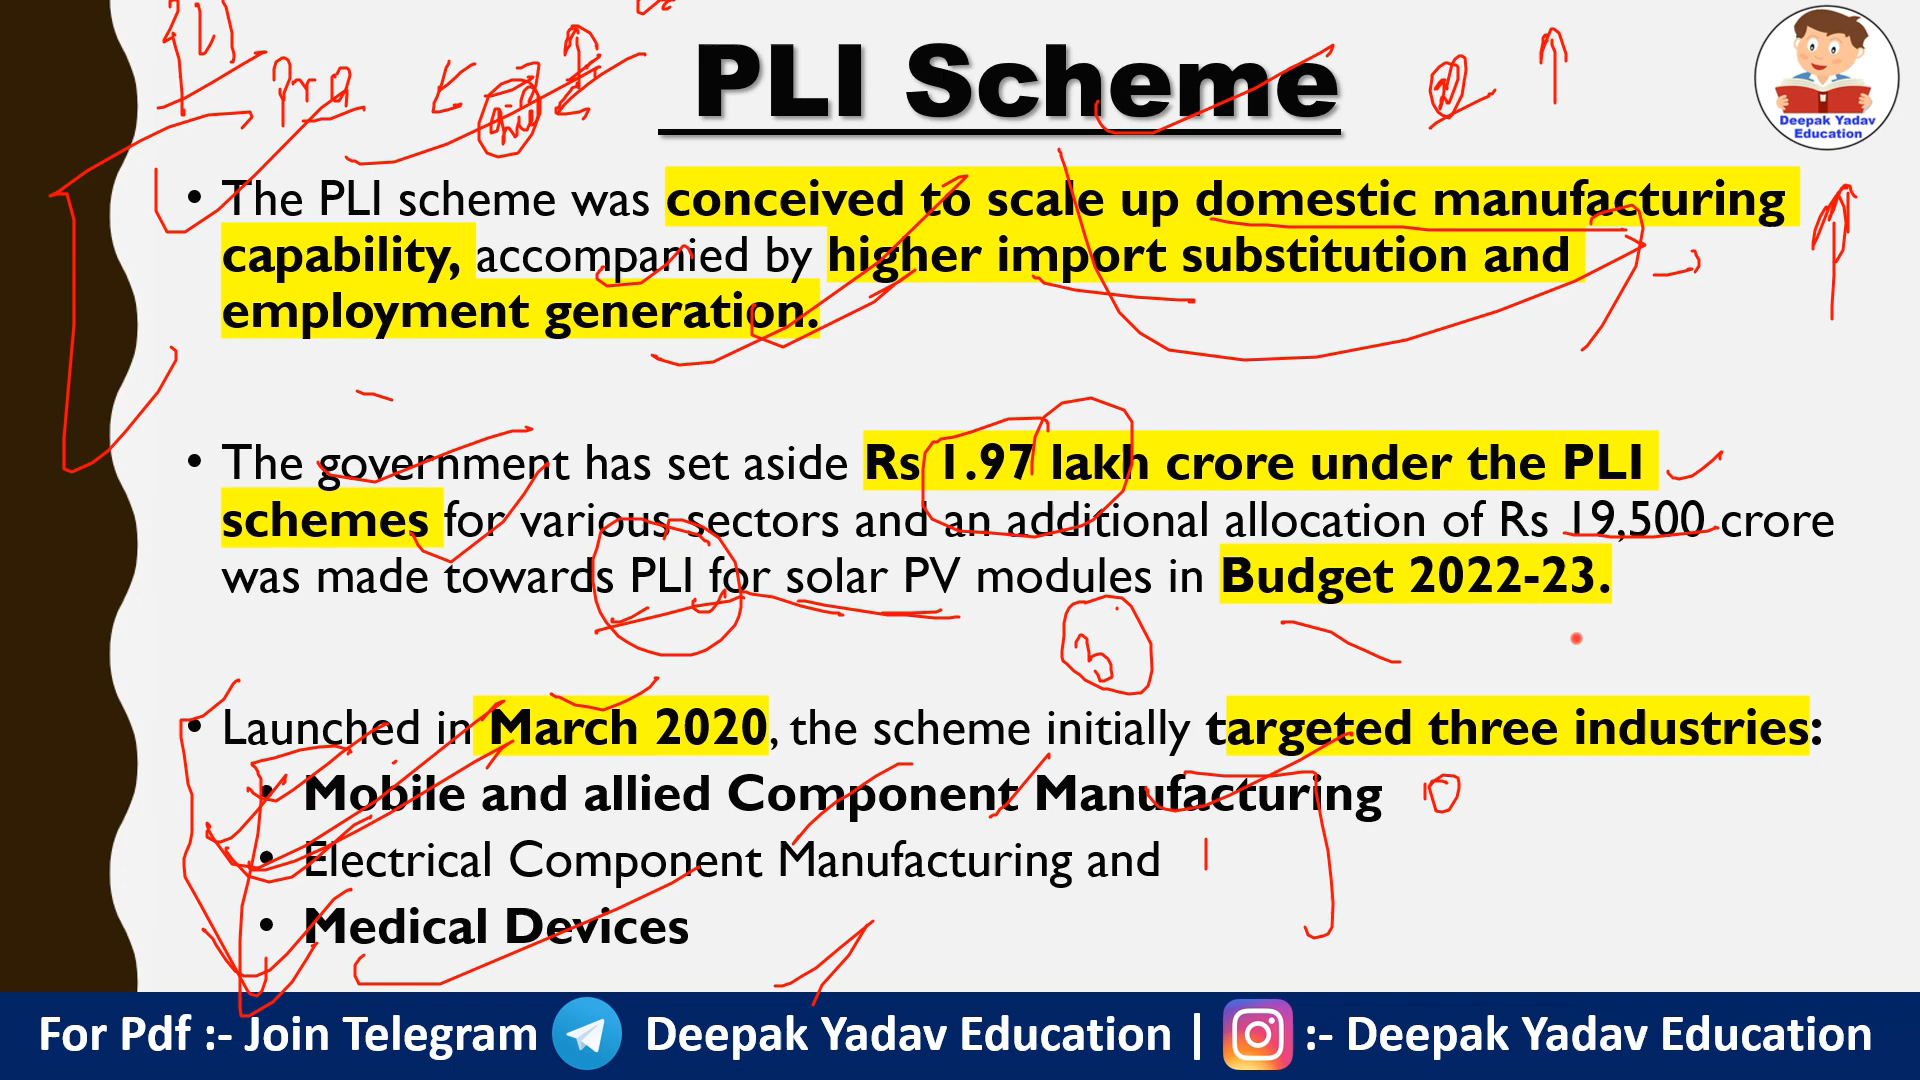 PLI Scheme
Deepak Yadav
Education
• The PLI scheme was conceived to scale up domestic manufacturing
capability, accompanied by higher import substitution and
employment generation.
• The government has set aside Rs 1.97 lakh crore under the PLI
schemes for various sectors and an additional allocation of Rs 19,500 crore
was made towards PLI for solar PV modules in Budget 2022-23.
3
• Launched in March 2020, the scheme initially targeted three industries:
• Mobile and allied Component Manufacturing
• Electrical Component Manufacturing and
• Medical Devices
For Pdf :- Join Telegram Deepak Yadav Education | :- Deepak Yadav Education